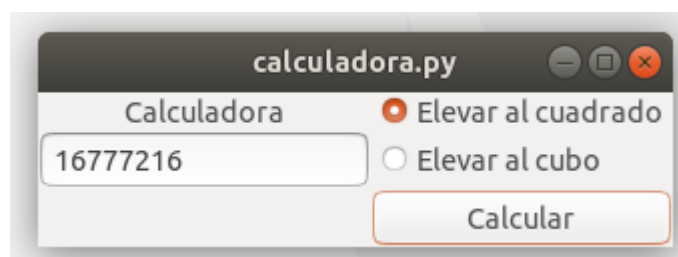 calculadora.py
Calculadora
Elevar al cuadrado
16777216
Elevar al cubo
Calcular